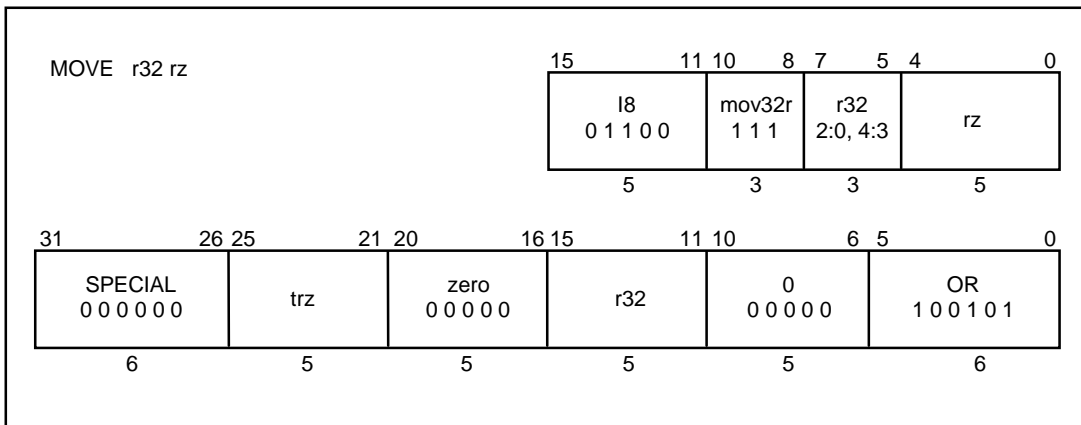 MOVE r32 rz
15 11 10 8 7 5 4 0
I8 mov32r r32 rz
0 1 1 0 0 1 1 1 2:0, 4:3
5 3 3 5
31 26 25 21 20 16 15 11 10 6 5 0
SPECIAL trz zero r32 0 OR
0 0 0 0 0 0 0 0 0 0 0 0 0 0 0 0 1 0 0 1 0 1
6 5 5 5 5 6